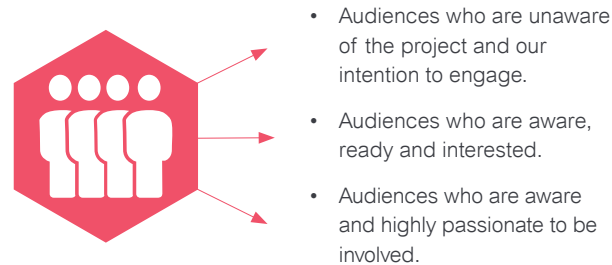 • Audiences who are unaware
of the project and our
intention to engage.
• Audiences who are aware,
ready and interested.
• Audiences who are aware
and highly passionate to be
involved.